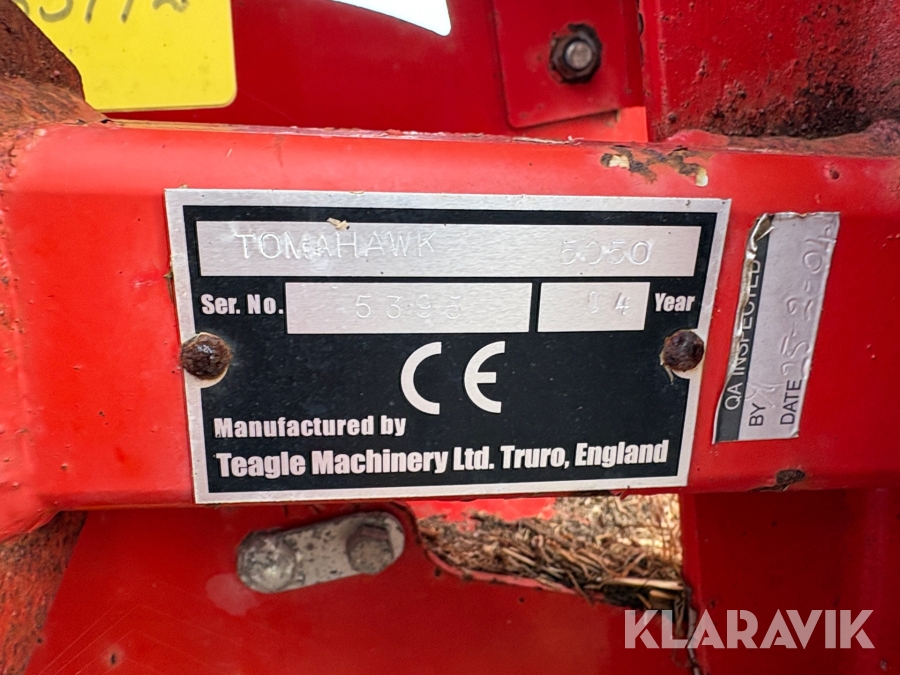 TOMAHAWK 5050
Ser. No. 5395 04 Year
CE
Manufactured by
Teagle Machinery Ltd. Truro, England
QA INSPECTED
BY
DATE 25-2-04
KLARAVIK